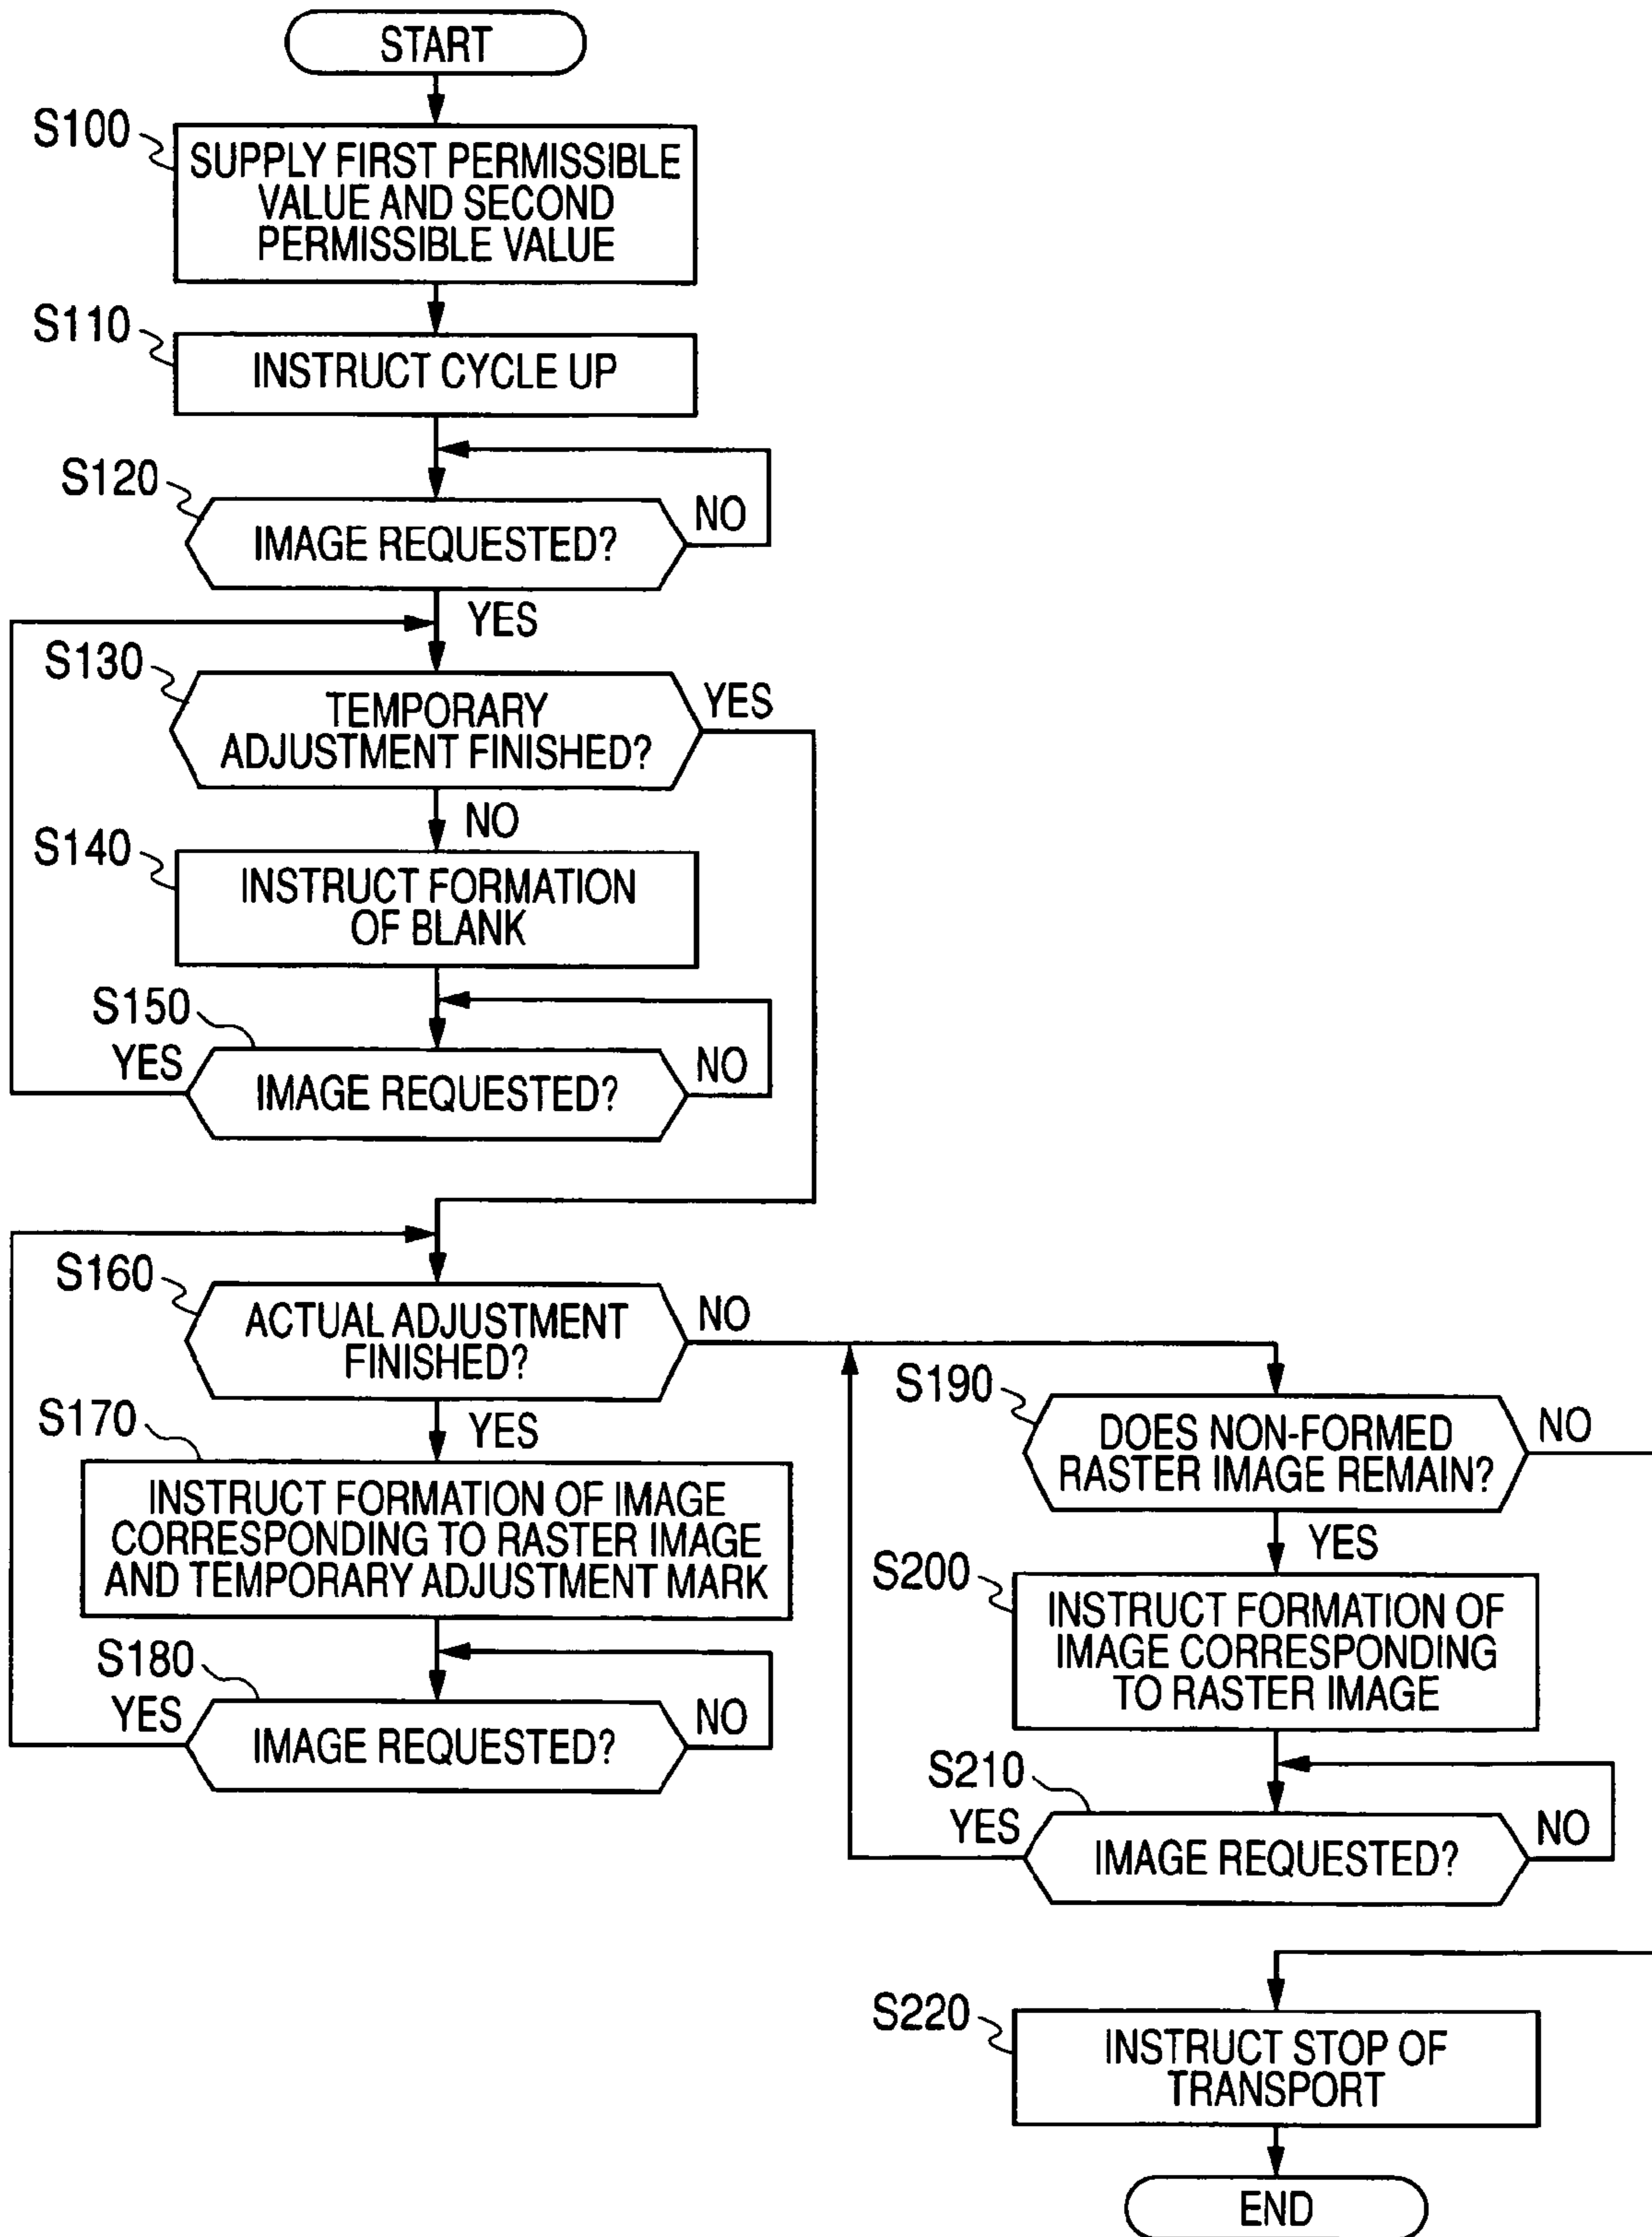 START
S100
SUPPLY FIRST PERMISSIBLE
VALUE AND SECOND
PERMISSIBLE VALUE
S110
INSTRUCT CYCLE UP
S120
IMAGE REQUESTED?
NO
YES
S130
TEMPORARY
ADJUSTMENT FINISHED?
YES
NO
S140
INSTRUCT FORMATION
OF BLANK
S150
YES
IMAGE REQUESTED?
NO
S160
ACTUAL ADJUSTMENT
FINISHED?
NO
YES
S170
INSTRUCT FORMATION OF IMAGE
CORRESPONDING TO RASTER IMAGE
AND TEMPORARY ADJUSTMENT MARK
S180
YES
IMAGE REQUESTED?
NO
S190
DOES NON-FORMED
RASTER IMAGE REMAIN?
NO
YES
S200
INSTRUCT FORMATION OF
IMAGE CORRESPONDING
TO RASTER IMAGE
S210
YES
IMAGE REQUESTED?
NO
S220
INSTRUCT STOP OF
TRANSPORT
END